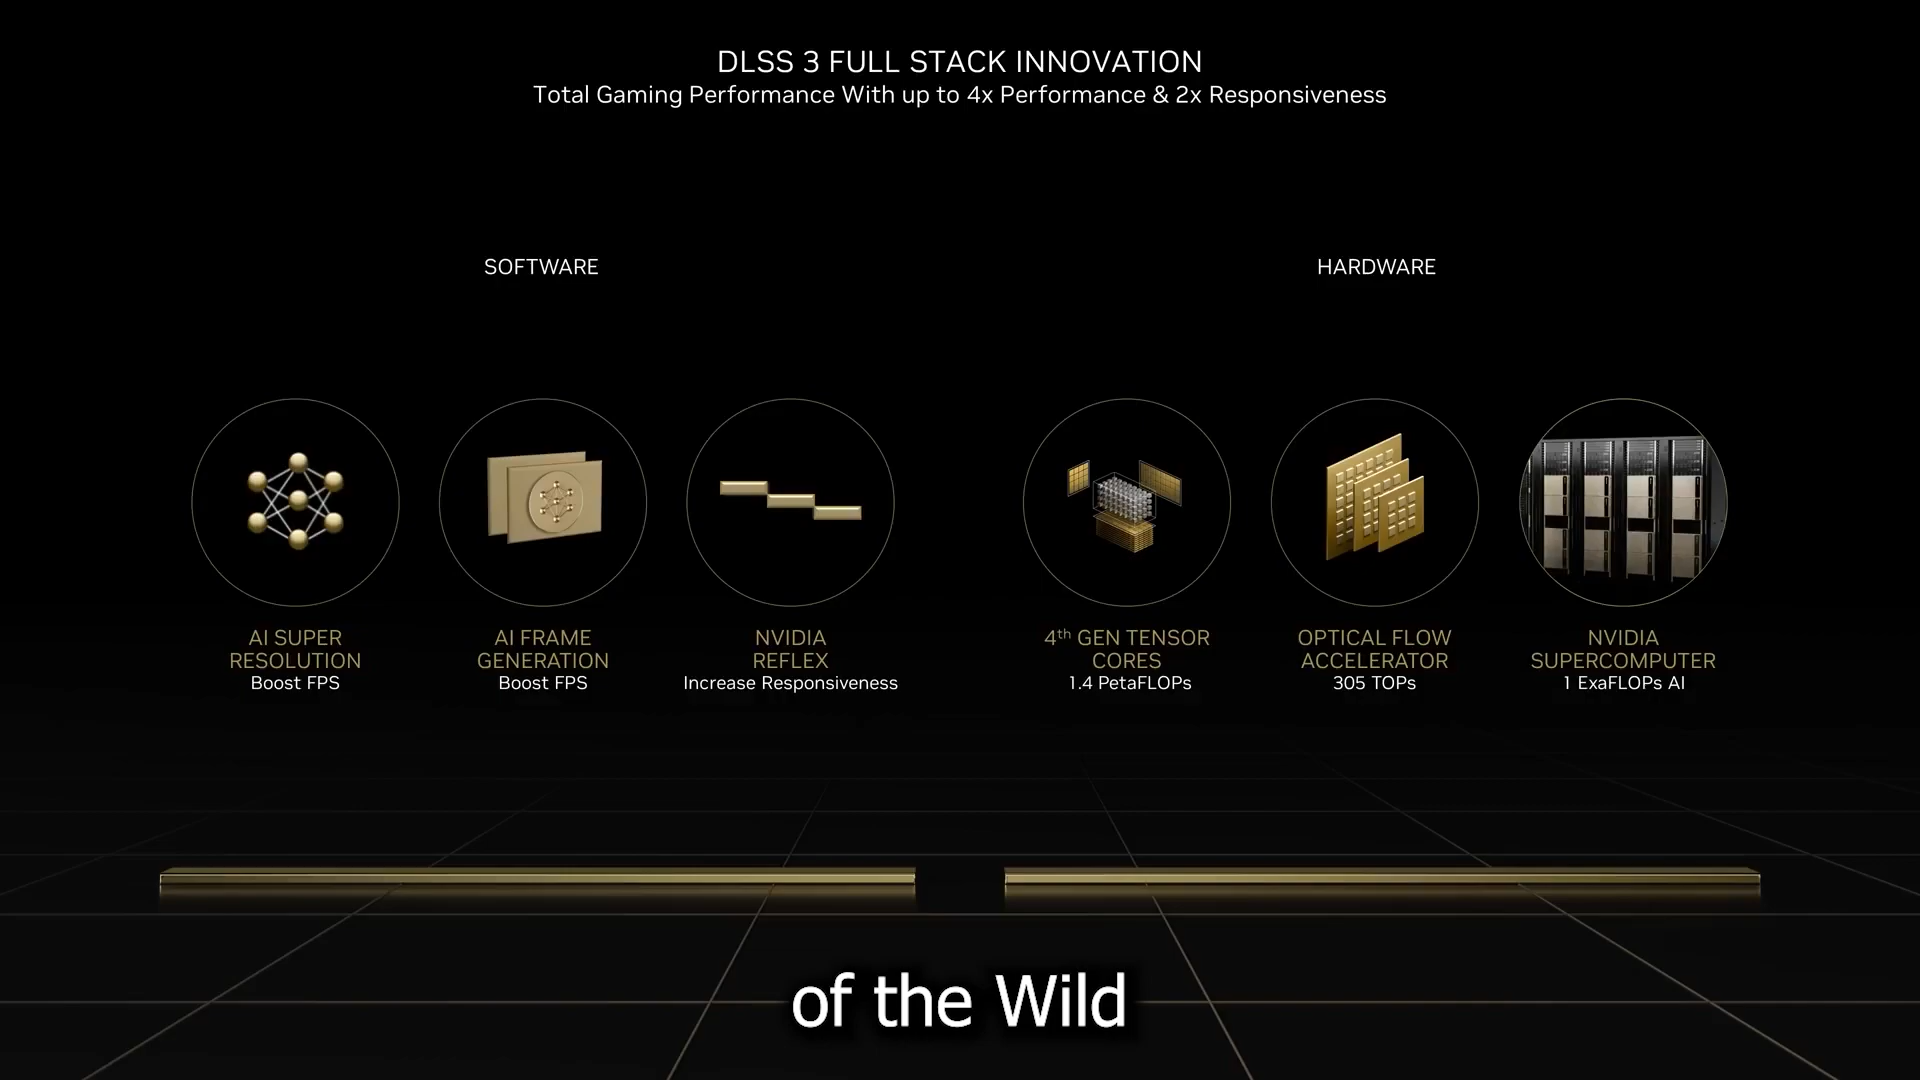 DLSS 3 FULL STACK INNOVATION
Total Gaming Performance With up to 4x Performance & 2x Responsiveness
SOFTWARE
AI SUPER
RESOLUTION
Boost FPS
AI FRAME
GENERATION
Boost FPS
NVIDIA
REFLEX
Increase Responsiveness
HARDWARE
4th GEN TENSOR
CORES
1.4 PetaFLOPs
OPTICAL FLOW
ACCELERATOR
305 TOPs
NVIDIA
SUPERCOMPUTER
1 ExaFLOPs AI
of the Wild